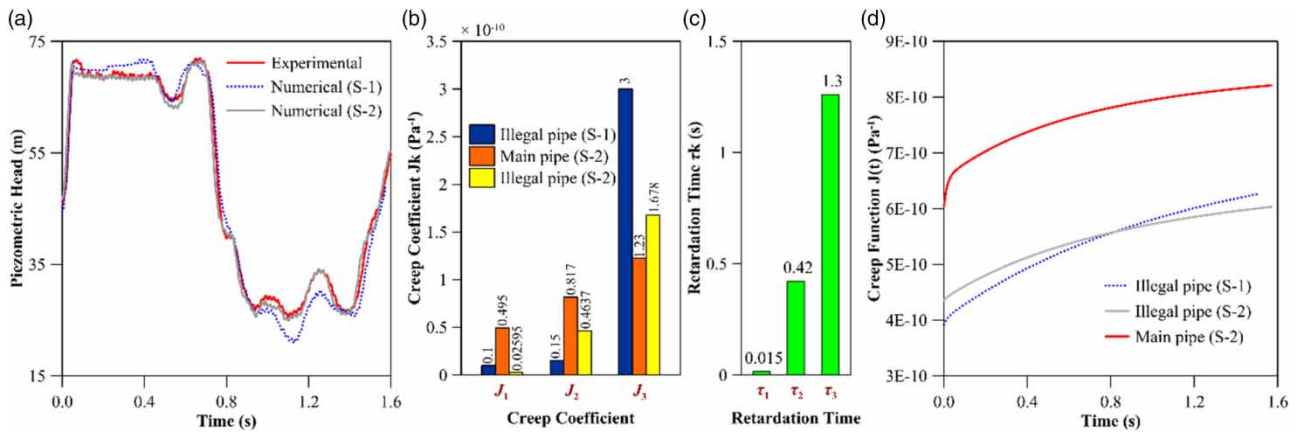 (a)
75
55
35
15
Piezometric Head (m)
Experimental
Numerical (S-1)
Numerical (S-2)
0.0
0.4
0.8
1.2
1.6
Time (s)
(b)
× 10⁻¹⁰
3.5
3
2.5
2
1.5
1
0.5
0
Creep Coefficient Jk (Pa⁻¹)
Illegal pipe (S-1)
Main pipe (S-2)
Illegal pipe (S-2)
0.1
0.495
0.02595
0.15
0.817
0.4637
3
1.23
1.678
J₁
J₂
J₃
Creep Coefficient
(c)
1.5
1
0.5
0
Retardation Time τk (s)
0.015
0.42
1.3
τ₁
τ₂
τ₃
Retardation Time
(d)
9E-10
8E-10
7E-10
6E-10
5E-10
4E-10
3E-10
Creep Function J(t) (Pa⁻¹)
Illegal pipe (S-1)
Illegal pipe (S-2)
Main pipe (S-2)
0.0
0.4
0.8
1.2
1.6
Time (s)